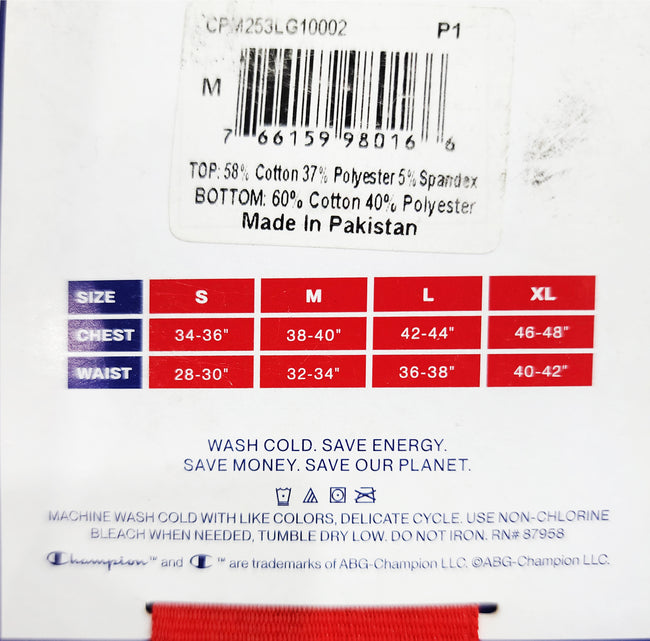 CPM253LG10002 P1
M
7 66159 98016 6
TOP: 58% Cotton 37% Polyester 5% Spandex
BOTTOM: 60% Cotton 40% Polyester
Made In Pakistan
SIZE S M L XL
CHEST 34-36" 38-40" 42-44" 46-48"
WAIST 28-30" 32-34" 36-38" 40-42"
WASH COLD. SAVE ENERGY.
SAVE MONEY. SAVE OUR PLANET.
MACHINE WASH COLD WITH LIKE COLORS, DELICATE CYCLE. USE NON-CHLORINE
BLEACH WHEN NEEDED, TUMBLE DRY LOW. DO NOT IRON. RN# 87958
Champion™ and C™ are trademarks of ABG-Champion LLC. ©ABG-Champion LLC.